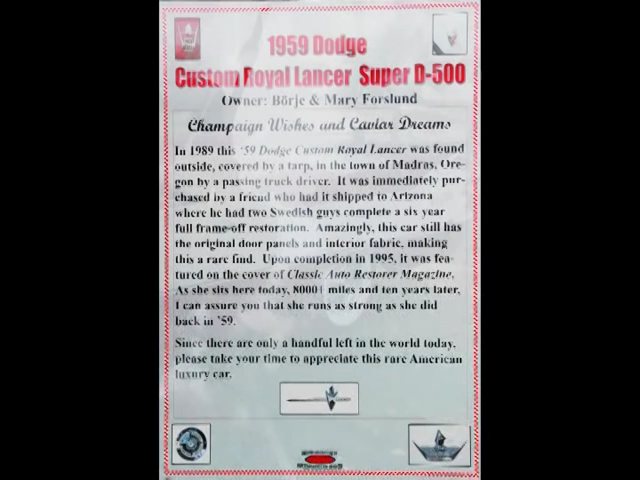 1959 Dodge
Custom Royal Lancer Super D-500
Owner: Börje & Mary Forslund
Champaign Wishes and Caviar Dreams
In 1989 this '59 Dodge Custom Royal Lancer was found
outside, covered by a tarp, in the town of Madras, Ore-
gon by a passing truck driver. It was immediately pur-
chased by a friend who had it shipped to Arizona
where he had two Swedish guys complete a six year
full frame-off restoration. Amazingly, this car still has
the original door panels and interior fabric, making
this a rare find. Upon completion in 1995, it was fea-
tured on the cover of Classic Auto Restorer Magazine.
As she sits here today, 8000+ miles and ten years later,
I can assure you that she runs as strong as she did
back in '59.
Since there are only a handful left in the world today,
please take your time to appreciate this rare American
luxury car.